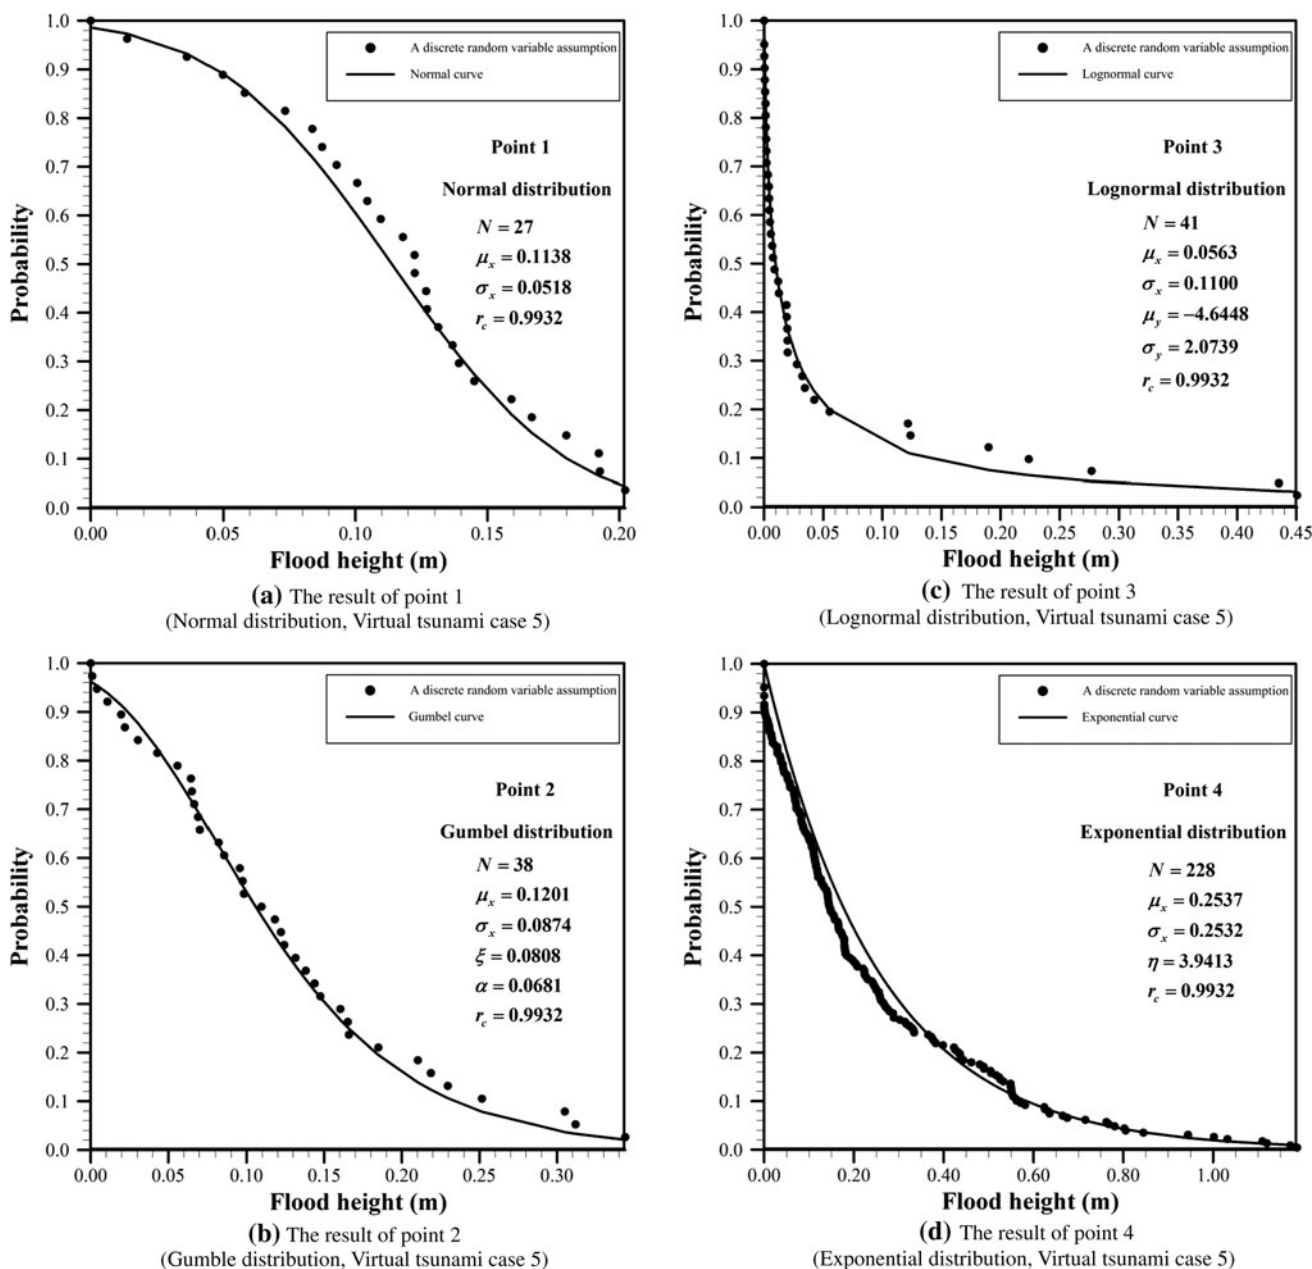 1.0
0.9
0.8
0.7
0.6
0.5
0.4
0.3
0.2
0.1
0.0
Probability
A discrete random variable assumption
Normal curve
Point 1
Normal distribution
N = 27
μx = 0.1138
σx = 0.0518
rc = 0.9932
0.00 0.05 0.10 0.15 0.20
Flood height (m)
(a) The result of point 1
(Normal distribution, Virtual tsunami case 5)
1.0
0.9
0.8
0.7
0.6
0.5
0.4
0.3
0.2
0.1
0.0
Probability
A discrete random variable assumption
Lognormal curve
Point 3
Lognormal distribution
N = 41
μx = 0.0563
σx = 0.1100
μy = −4.6448
σy = 2.0739
rc = 0.9932
0.00 0.05 0.10 0.15 0.20 0.25 0.30 0.35 0.40 0.45
Flood height (m)
(c) The result of point 3
(Lognormal distribution, Virtual tsunami case 5)
1.0
0.9
0.8
0.7
0.6
0.5
0.4
0.3
0.2
0.1
0.0
Probability
A discrete random variable assumption
Gumbel curve
Point 2
Gumbel distribution
N = 38
μx = 0.1201
σx = 0.0874
ξ = 0.0808
α = 0.0681
rc = 0.9932
0.00 0.05 0.10 0.15 0.20 0.30
Flood height (m)
(b) The result of point 2
(Gumble distribution, Virtual tsunami case 5)
1.0
0.9
0.8
0.7
0.6
0.5
0.4
0.3
0.2
0.1
0.0
Probability
A discrete random variable assumption
Exponential curve
Point 4
Exponential distribution
N = 228
μx = 0.2537
σx = 0.2532
η = 3.9413
rc = 0.9932
0.00 0.20 0.40 0.60 0.80 1.00
Flood height (m)
(d) The result of point 4
(Exponential distribution, Virtual tsunami case 5)